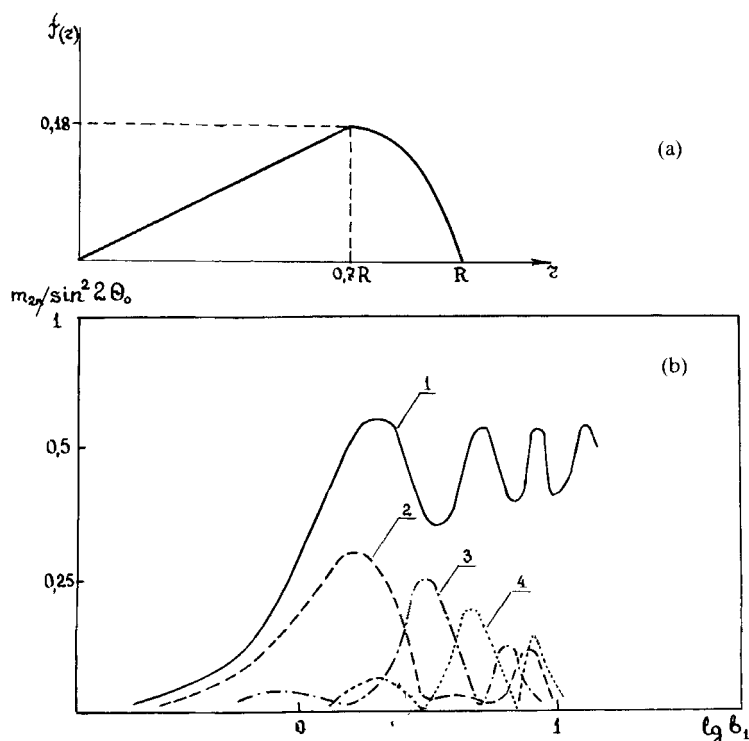 f(r)
0,18
(a)
0,7R R r
m₂ₙ/sin² 2Θ₀
1
(b)
1
0,5
2
3
4
0,25
0 1 lg b₁